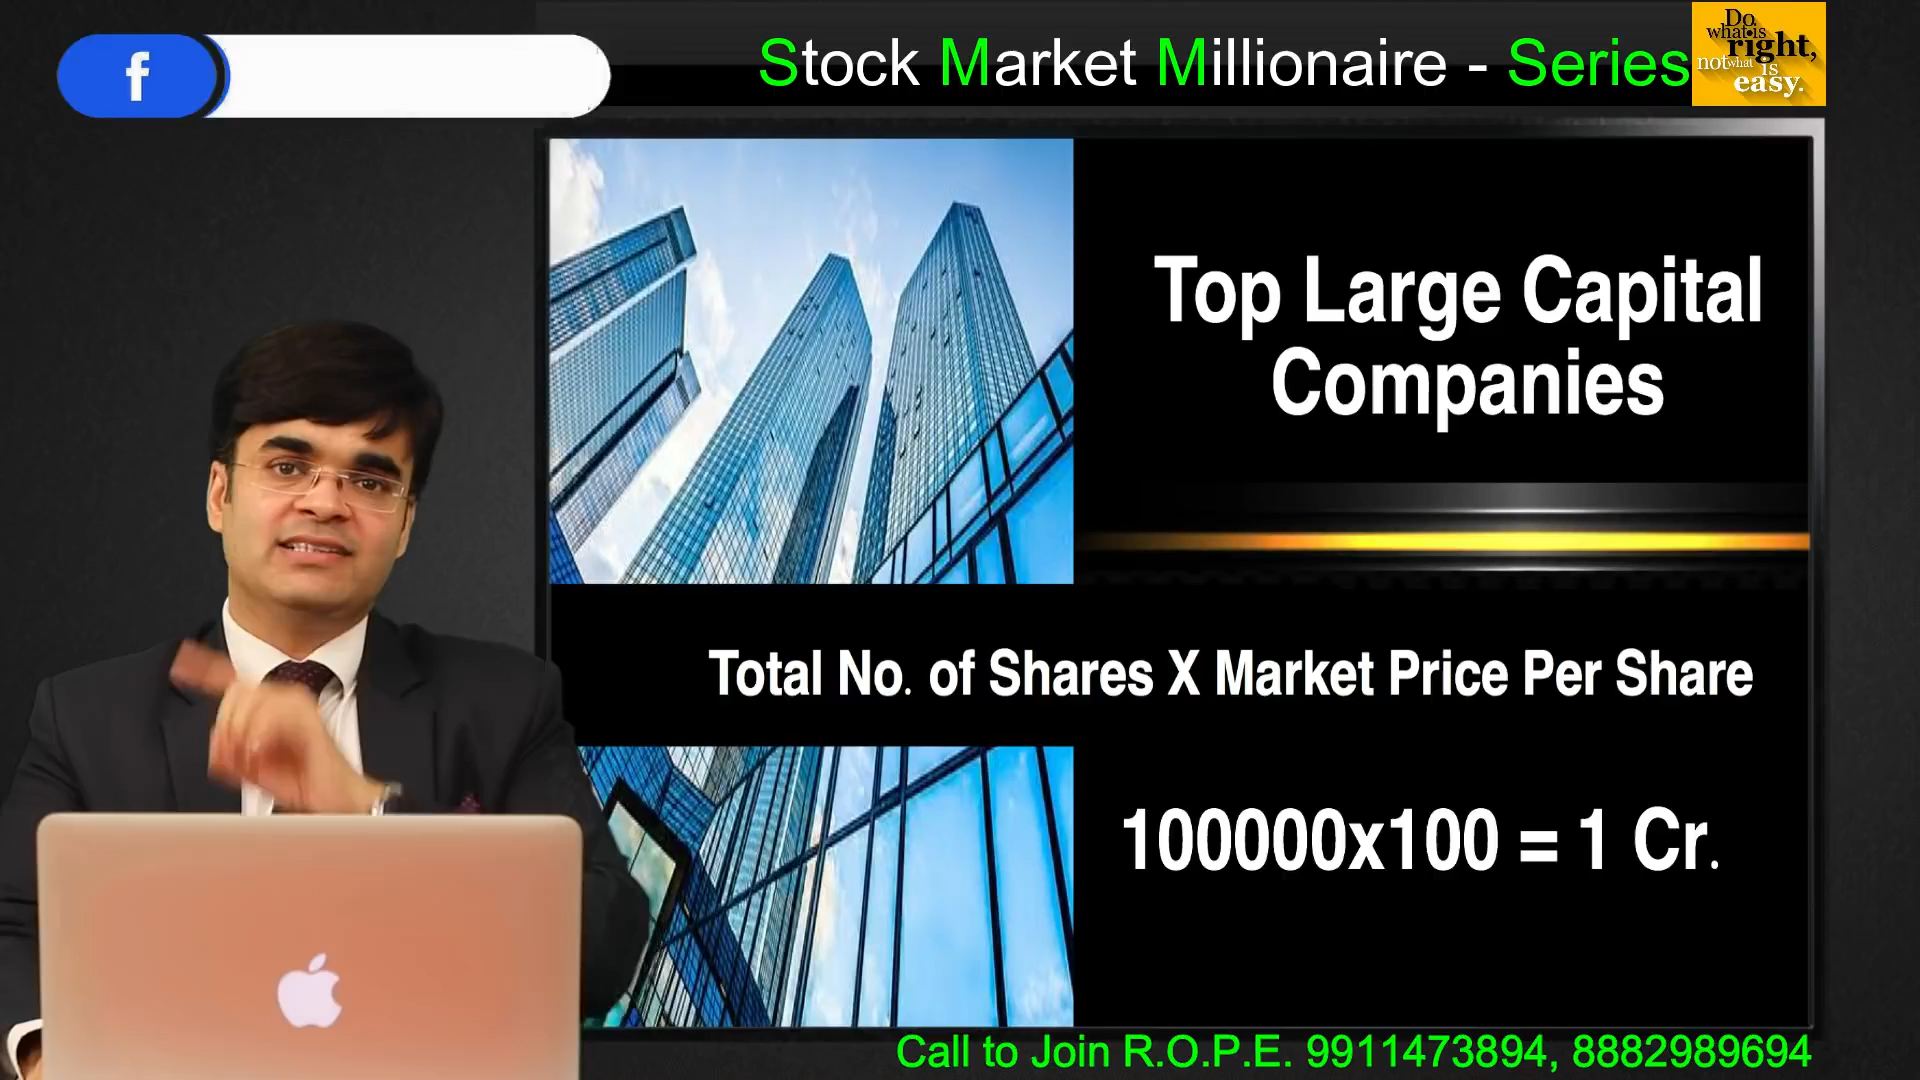 f
Stock Market Millionaire - Series
Do
what is
right,
not what is
easy.
Top Large Capital
Companies
Total No. of Shares X Market Price Per Share
100000x100 = 1 Cr.
Call to Join R.O.P.E. 9911473894, 8882989694